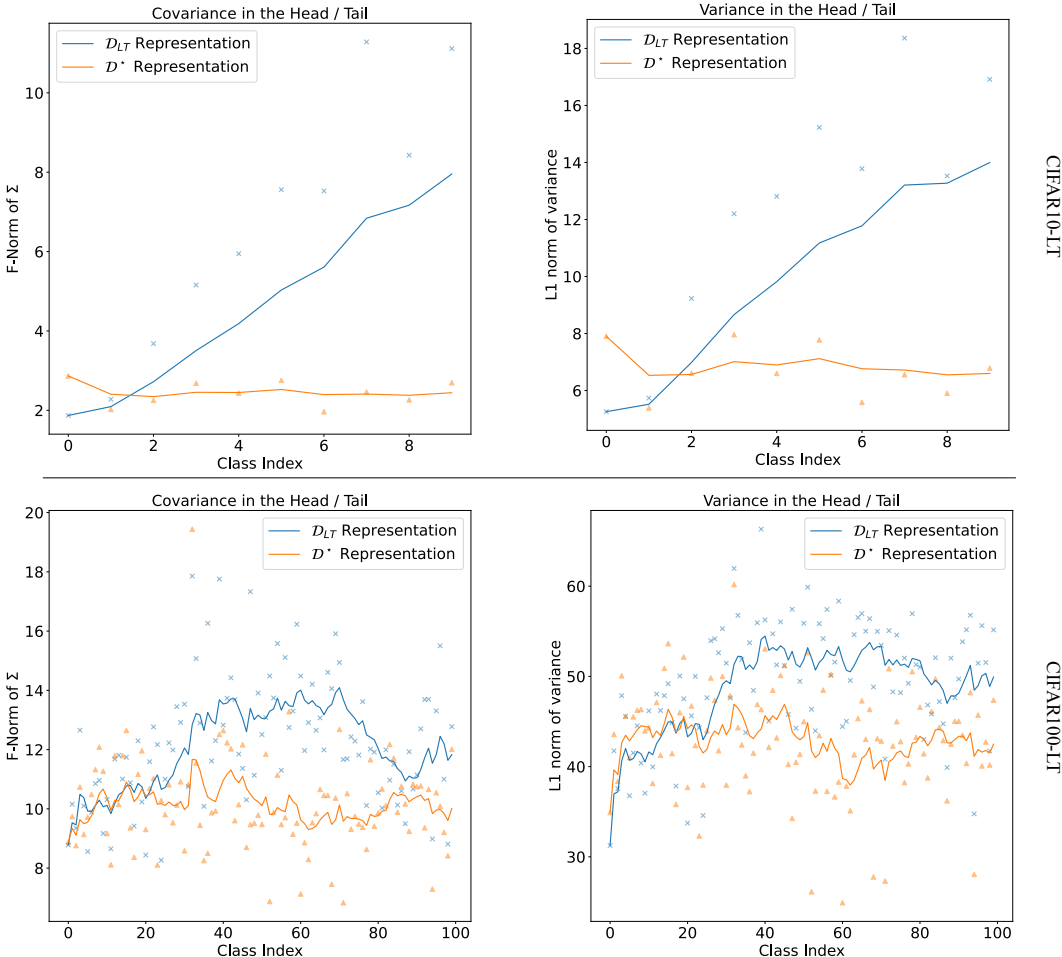 Covariance in the Head / Tail
F-Norm of Σ
10
8
6
4
2
𝒟LT Representation
𝒟* Representation
0 2 4 6 8
Class Index
Variance in the Head / Tail
L1 norm of variance
18
16
14
12
10
8
6
𝒟LT Representation
𝒟* Representation
0 2 4 6 8
Class Index
CIFAR10-LT
Covariance in the Head / Tail
F-Norm of Σ
20
18
16
14
12
10
8
𝒟LT Representation
𝒟* Representation
0 20 40 60 80 100
Class Index
Variance in the Head / Tail
L1 norm of variance
60
50
40
30
𝒟LT Representation
𝒟* Representation
0 20 40 60 80 100
Class Index
CIFAR100-LT